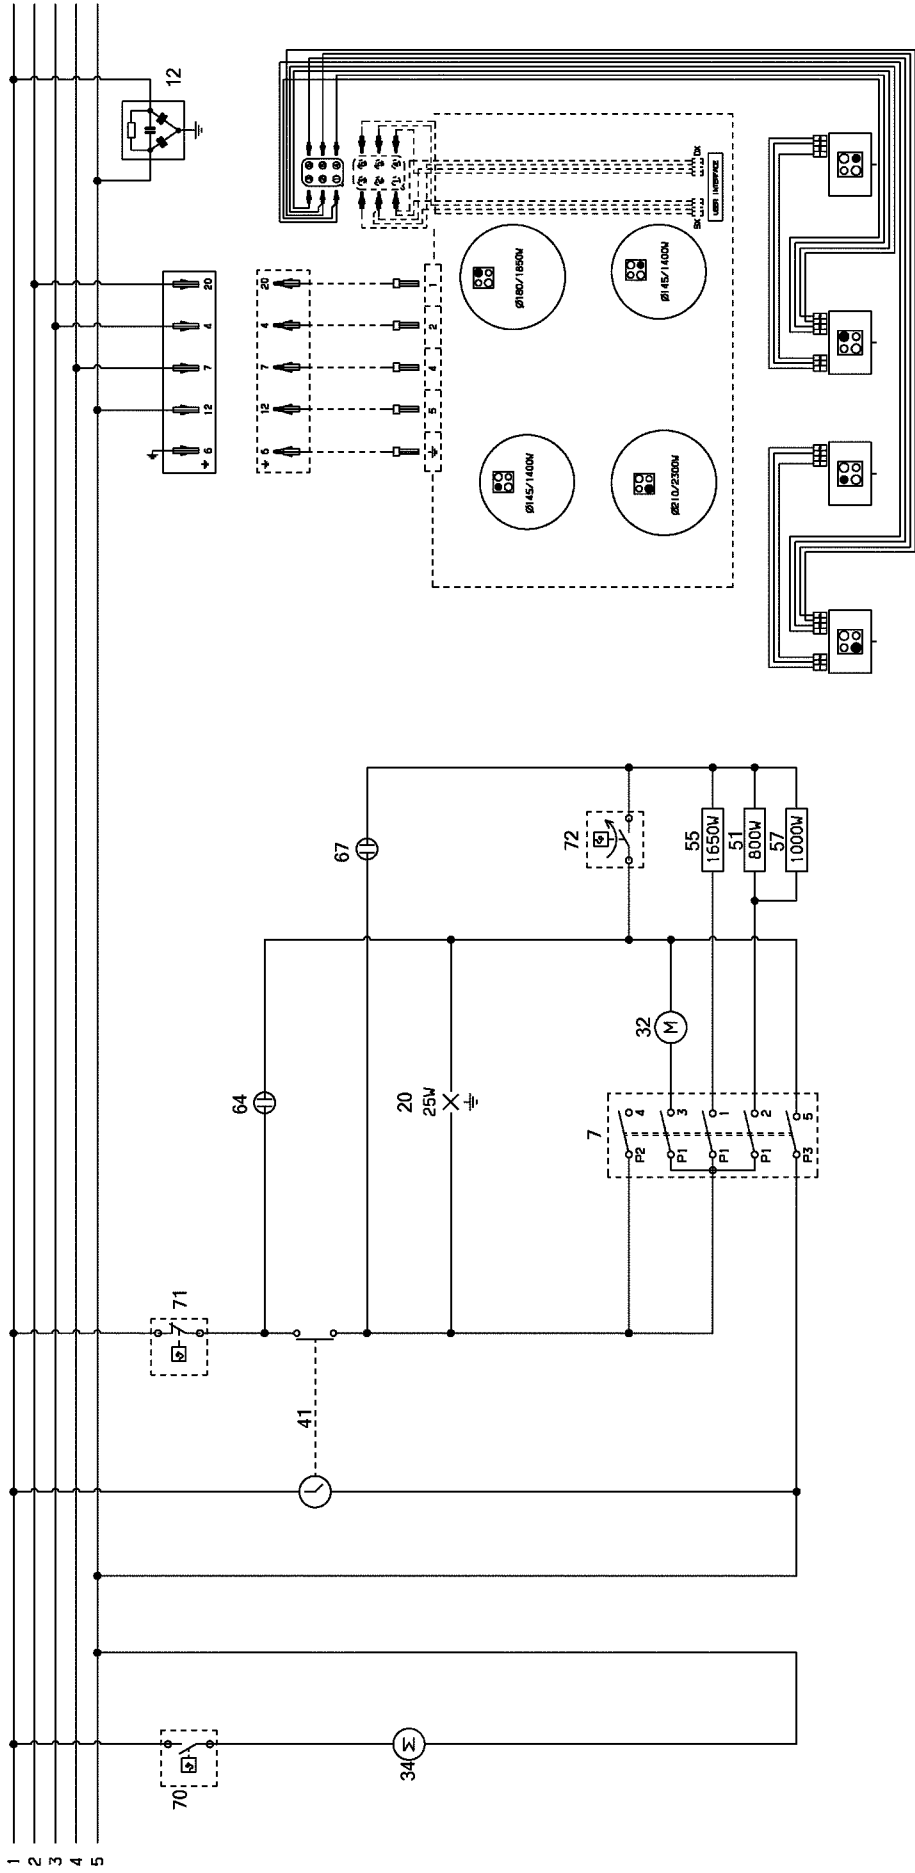 1
2
3
4
5
70
34
71
41
64
20
25W
67
7
P2 4
P1 3
P1 1
P1 2
P3 5
32
M
72
55
1650W
51
800W
57
1000W
12
6 12 7 4 20
6 12 7 4 20
5 4 2 1
Ø145/1400W
Ø180/1850W
Ø210/2300W
Ø145/1400W
SX
DX
USER INTERFACE